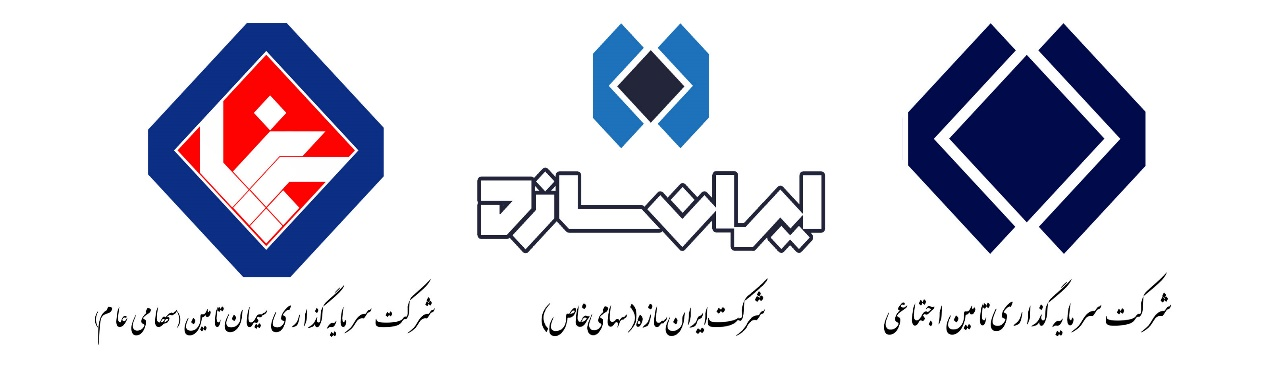 ایران سازه
شرکت سرمایه گذاری تامین اجتماعی
شرکت ایران سازه (سهامی خاص)
شرکت سرمایه گذاری سیمان تامین (سهامی عام)